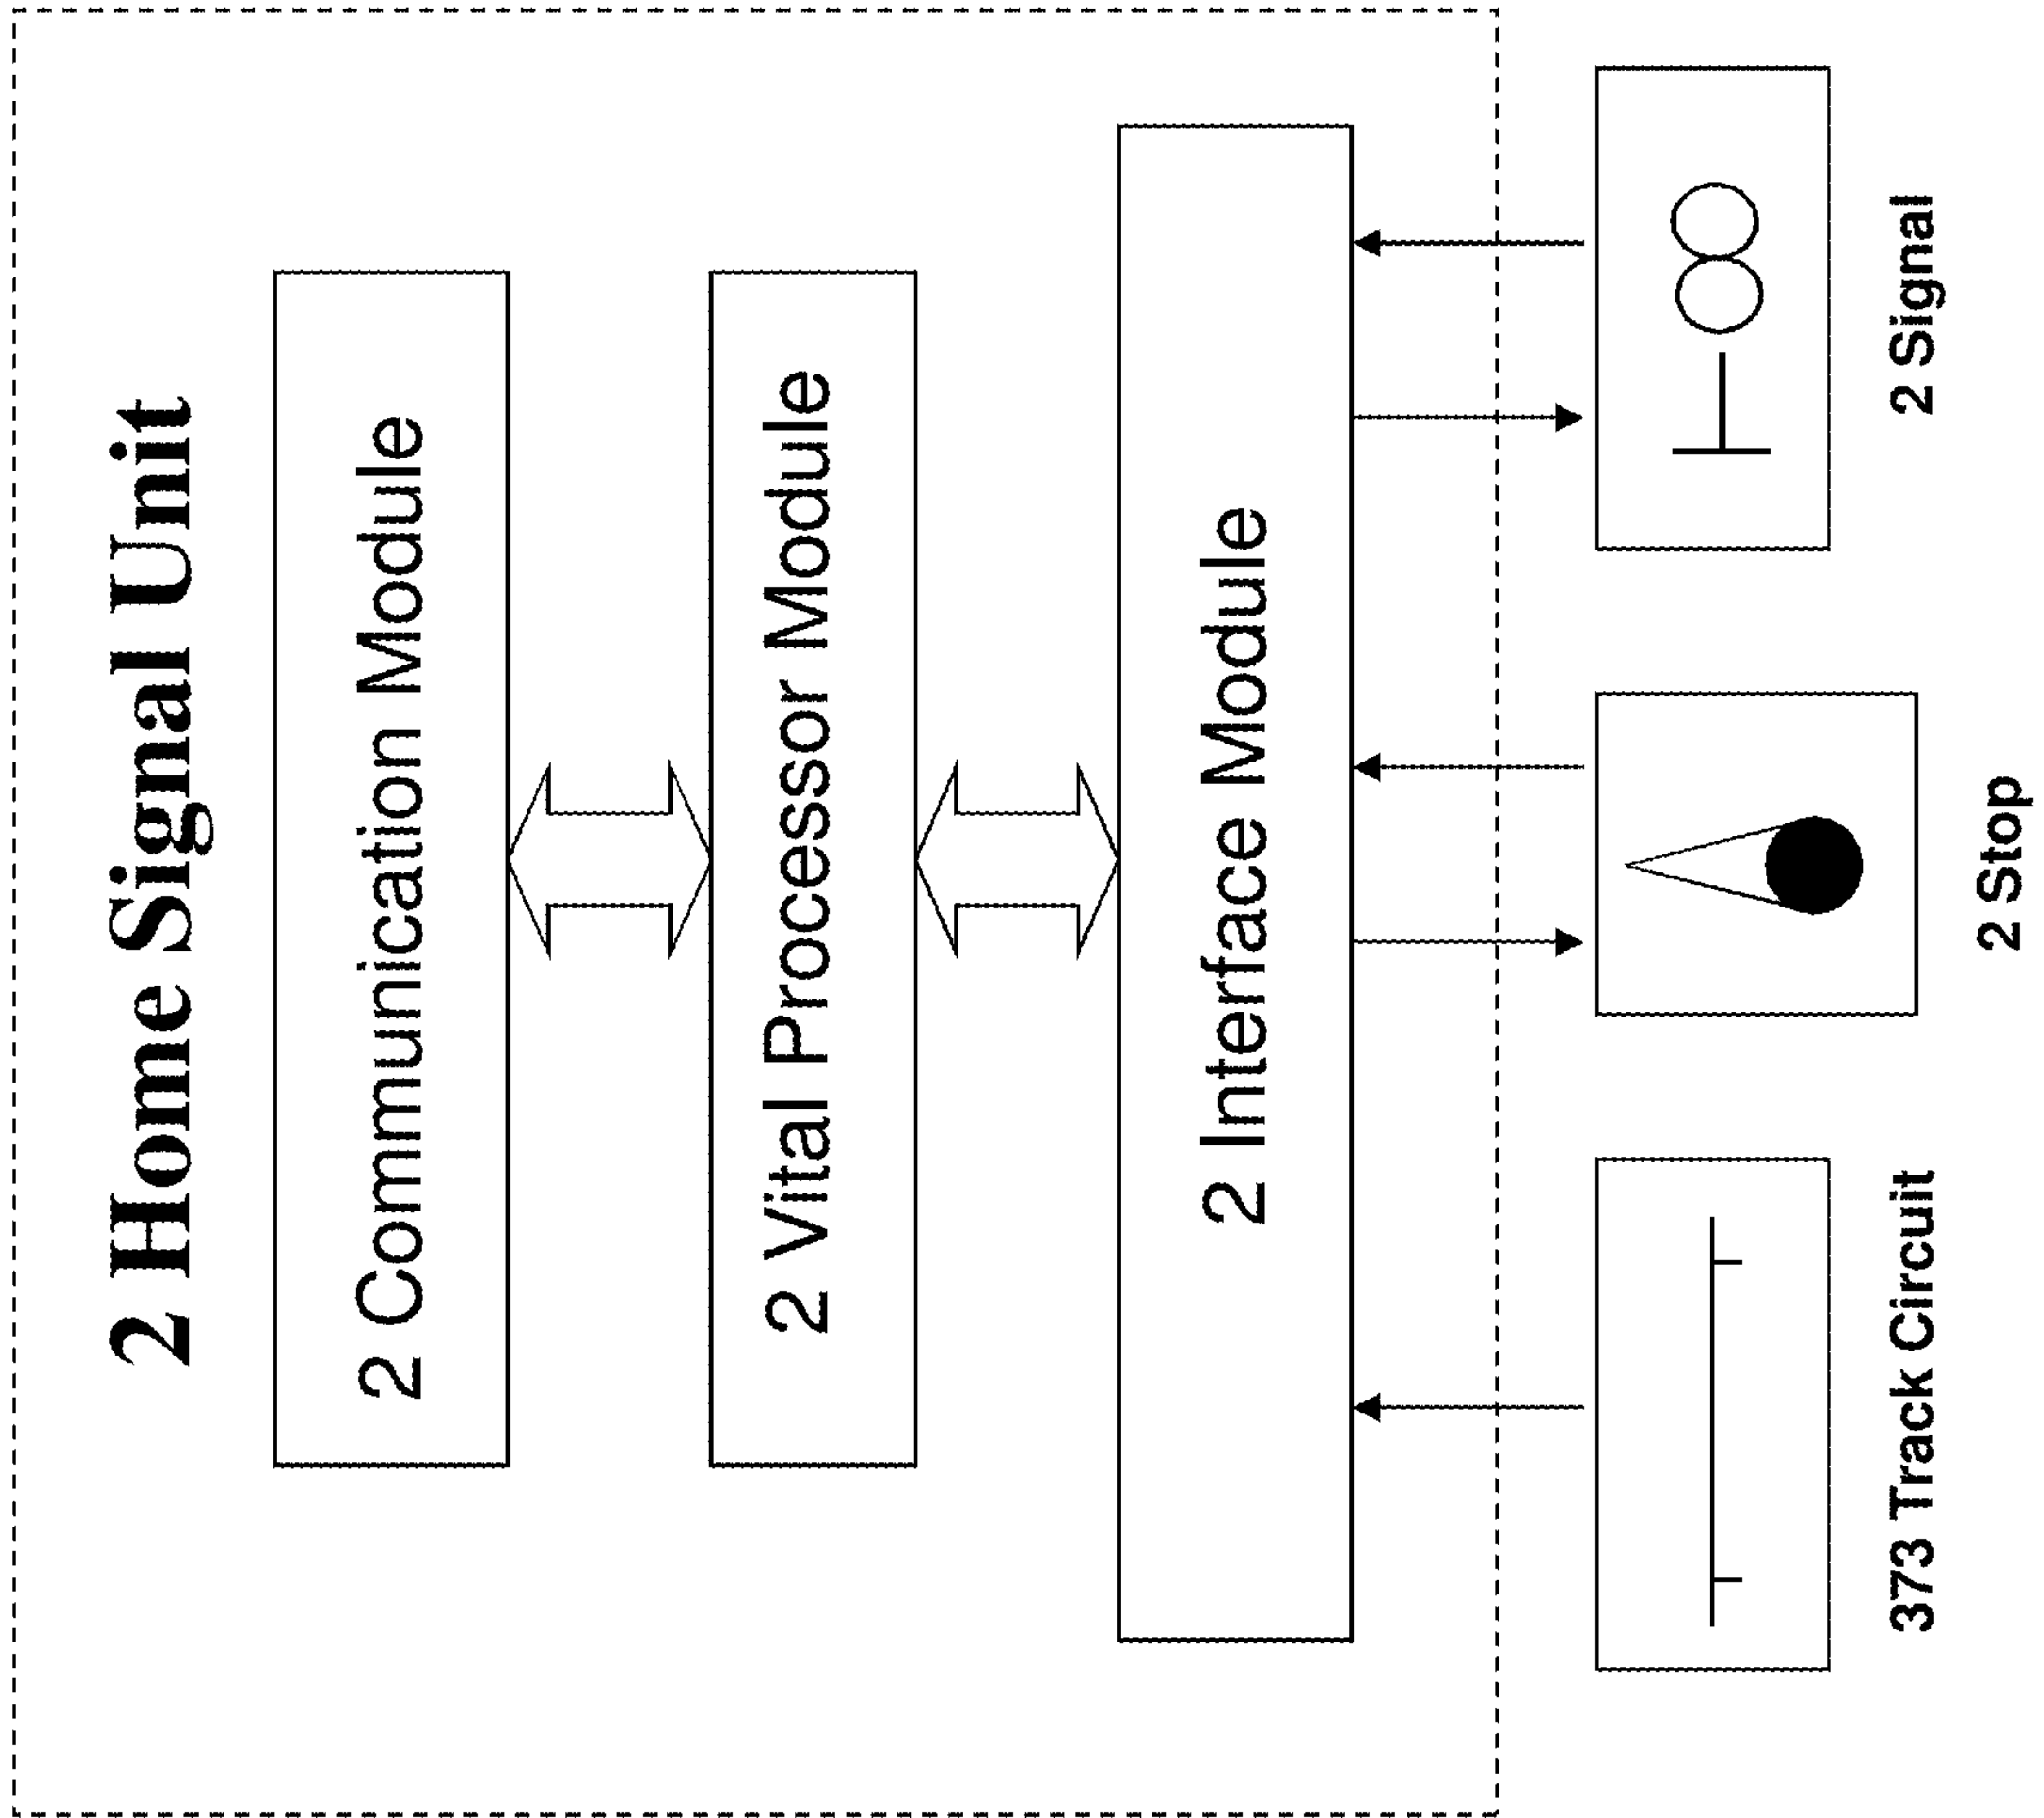 2 Home Signal Unit
2 Communication Module
2 Vital Processor Module
2 Interface Module
373 Track Circuit
2 Stop
2 Signal